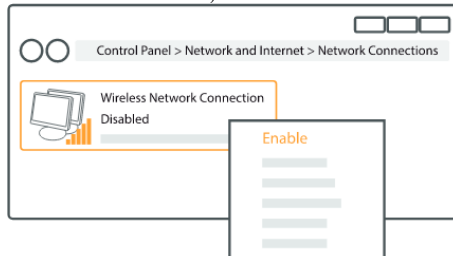 Control Panel > Network and Internet > Network Connections
Wireless Network Connection
Disabled
Enable